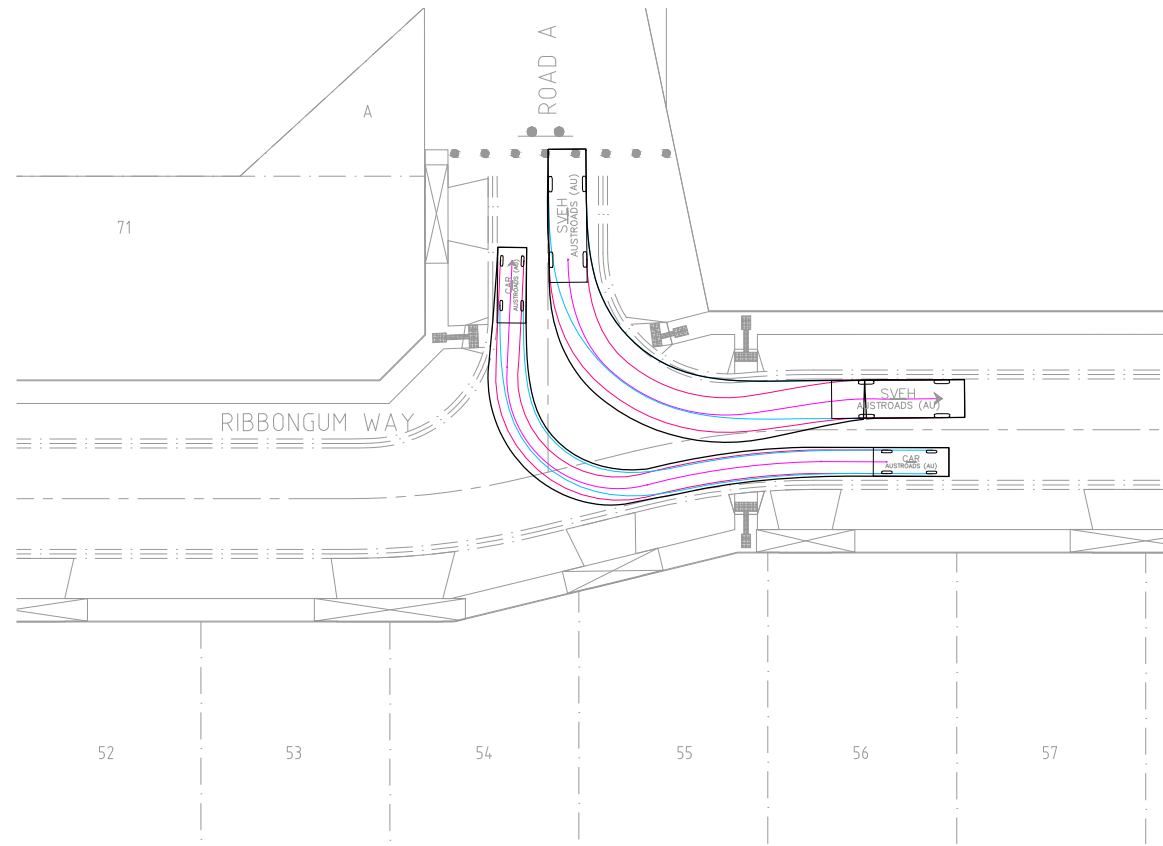 ROAD A
A
71
SVEH
AUSTROADS (AU)
CAR
AUSTROADS (AU)
RIBBONGUM WAY
SVEH
AUSTROADS (AU)
CAR
AUSTROADS (AU)
52
53
54
55
56
57